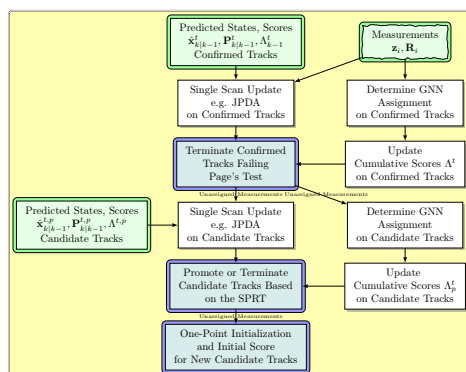 Predicted States, Scores
x̂ᵗₖ|ₖ₋₁, Pᵗₖ|ₖ₋₁, Λᵗₖ₋₁
Confirmed Tracks
Measurements
zᵢ, Rᵢ
Single Scan Update
e.g. JPDA
on Confirmed Tracks
Determine GNN
Assignment
on Confirmed Tracks
Terminate Confirmed
Tracks Failing
Page's Test
Update
Cumulative Scores Λᵗ
on Confirmed Tracks
Unassigned Measurements
Unassigned Measurements
Predicted States, Scores
x̂ᵗ,ᵖₖ|ₖ₋₁, Pᵗ,ᵖₖ|ₖ₋₁, Λᵗ,ᵖ
Candidate Tracks
Single Scan Update
e.g. JPDA
on Candidate Tracks
Determine GNN
Assignment
on Candidate Tracks
Promote or Terminate
Candidate Tracks Based
on the SPRT
Update
Cumulative Scores Λᵗₚ
on Candidate Tracks
Unassigned Measurements
One-Point Initialization
and Initial Score
for New Candidate Tracks